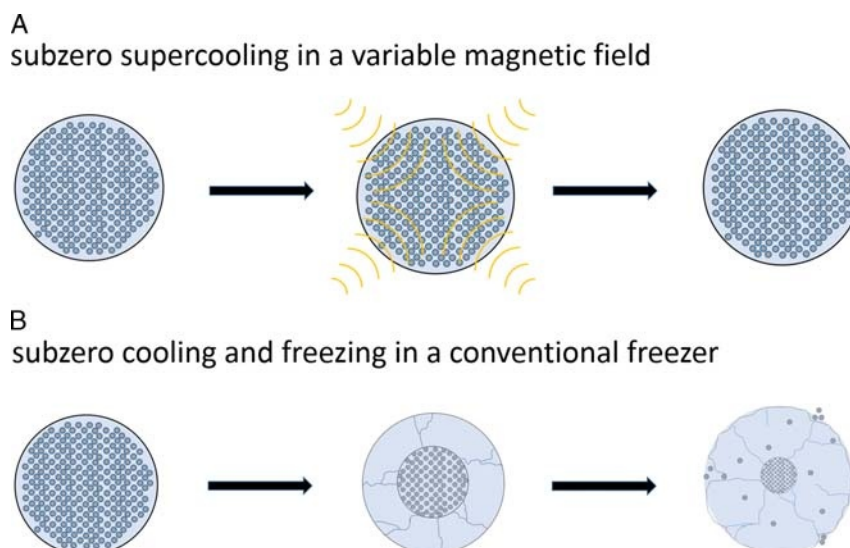 A
subzero supercooling in a variable magnetic field
B
subzero cooling and freezing in a conventional freezer